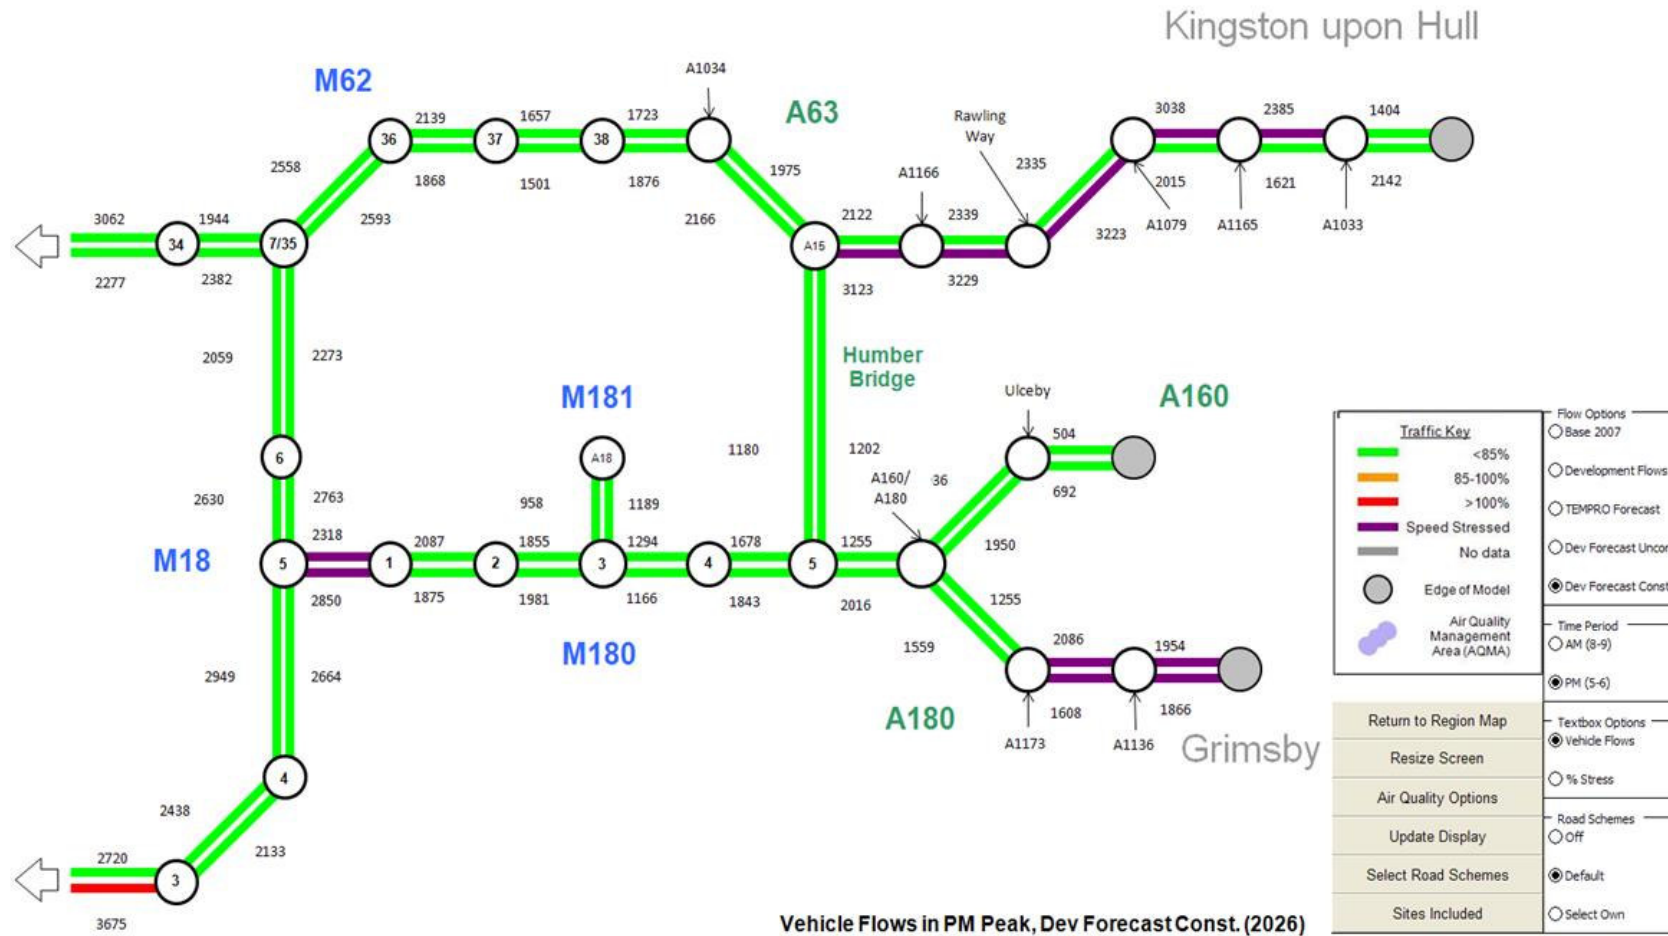 Kingston upon Hull
M62
A1034
A63
Rawling
Way
A1166
2139
1657
1723
3038
2385
1404
36
37
38
2558
1868
1501
1876
1975
2335
2015
1621
2142
2593
2166
3223
A1079
A1165
A1033
3062
1944
34
7/35
2277
2382
A15
2122
2339
3123
3229
2059
2273
Humber
Bridge
M181
Ulceby
A160
6
A18
1180
1202
504
692
A160/
A180
36
2630
2763
958
1189
1950
M18
5
2318
1
2087
2
1855
3
1294
4
1678
5
1255
2850
1875
1981
1166
1843
2016
1255
M180
1559
2949
2664
2086
1954
1608
1866
A180
A1173
A1136
Grimsby
4
2438
2133
2720
3
3675
Vehicle Flows in PM Peak, Dev Forecast Const. (2026)
Traffic Key
<85%
85-100%
>100%
Speed Stressed
No data
Edge of Model
Air Quality
Management
Area (AQMA)
Return to Region Map
Resize Screen
Air Quality Options
Update Display
Select Road Schemes
Sites Included
Flow Options
Base 2007
Development Flows
TEMPRO Forecast
Dev Forecast Uncon
Dev Forecast Const
Time Period
AM (8-9)
PM (5-6)
Textbox Options
Vehicle Flows
% Stress
Road Schemes
Off
Default
Select Own